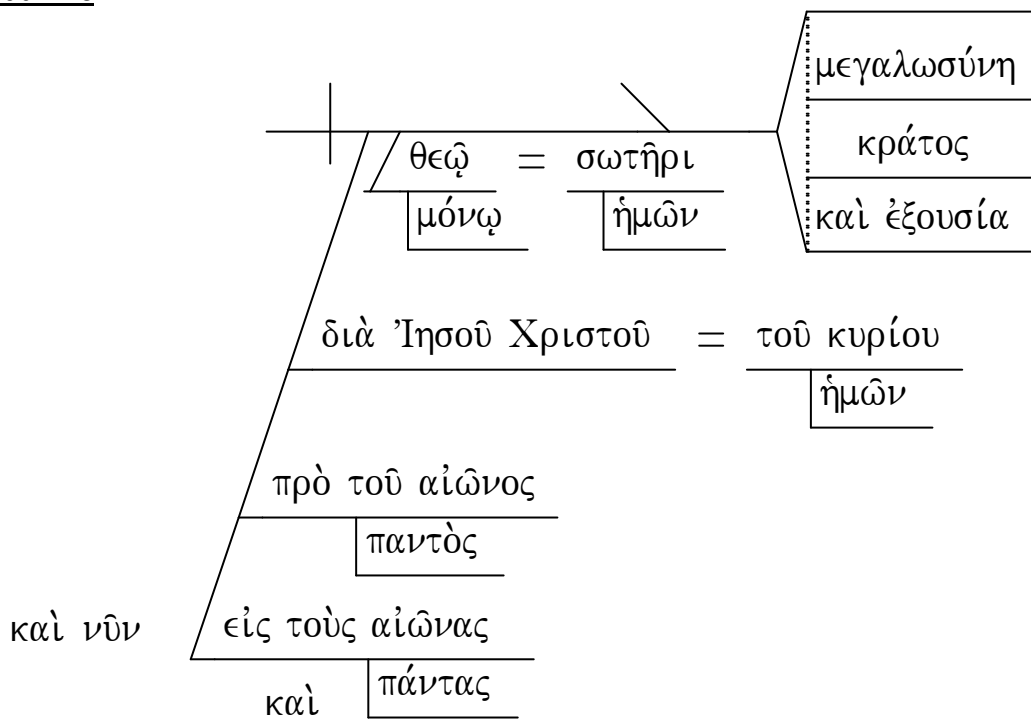 μεγαλωσύνη
κράτος
θεῷ = σωτῆρι
μόνῳ
ἡμῶν
καὶ ἐξουσία
διὰ Ἰησοῦ Χριστοῦ = τοῦ κυρίου
ἡμῶν
πρὸ τοῦ αἰῶνος
παντὸς
καὶ νῦν
εἰς τοὺς αἰῶνας
πάντας
καὶ